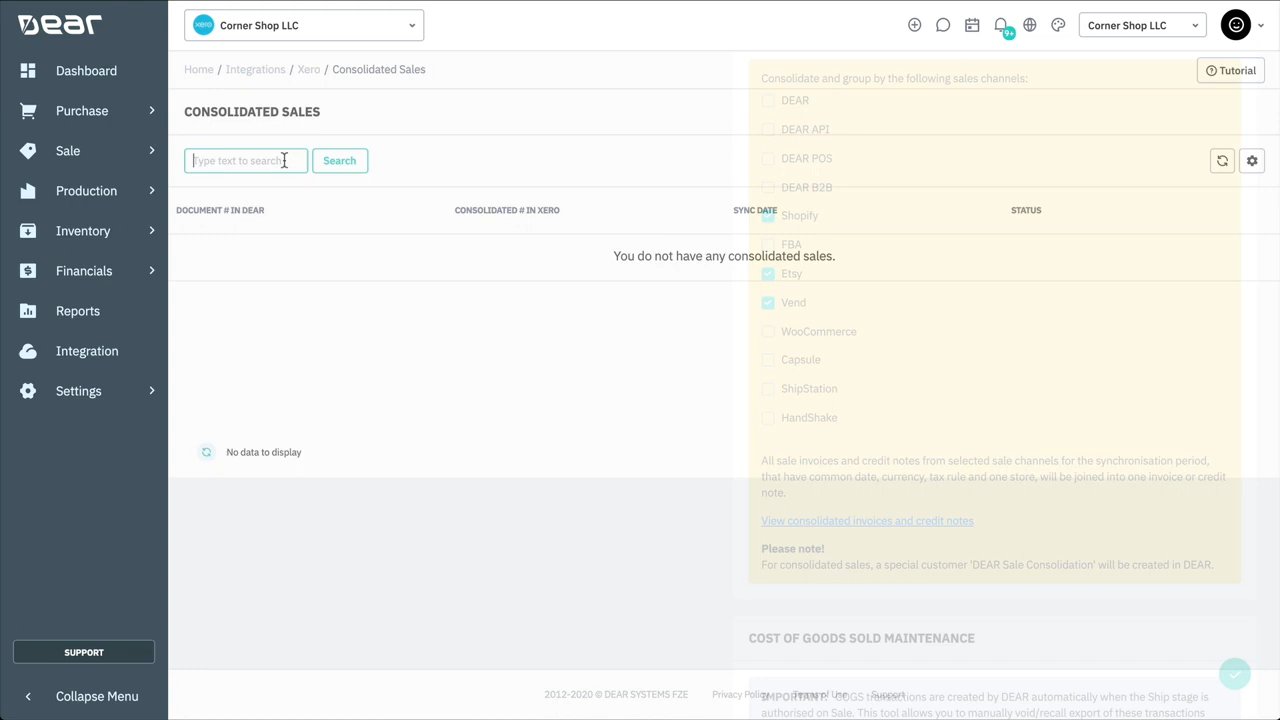 DEAR
xero Corner Shop LLC
9+
Corner Shop LLC
Dashboard
Purchase
Sale
Production
Inventory
Financials
Reports
Integration
Settings
SUPPORT
Collapse Menu
Home / Integrations / Xero / Consolidated Sales
Tutorial
CONSOLIDATED SALES
Type text to search
Search
DOCUMENT # IN DEAR
CONSOLIDATED # IN XERO
SYNC DATE
STATUS
You do not have any consolidated sales.
No data to display
Consolidate and group by the following sales channels:
DEAR
DEAR API
DEAR POS
DEAR B2B
Shopify
FBA
Etsy
Vend
WooCommerce
Capsule
ShipStation
HandShake
All sale invoices and credit notes from selected sale channels for the synchronisation period,
that have common date, currency, tax rule and one store, will be joined into one invoice or credit
note.
View consolidated invoices and credit notes
Please note!
For consolidated sales, a special customer 'DEAR Sale Consolidation' will be created in DEAR.
COST OF GOODS SOLD MAINTENANCE
2012-2020 © DEAR SYSTEMS FZE
Privacy Policy
Terms of Use
Support
IMPORTANT! COGS transactions are created by DEAR automatically when the Ship stage is
authorised on Sale. This tool allows you to manually void/recall export of these transactions